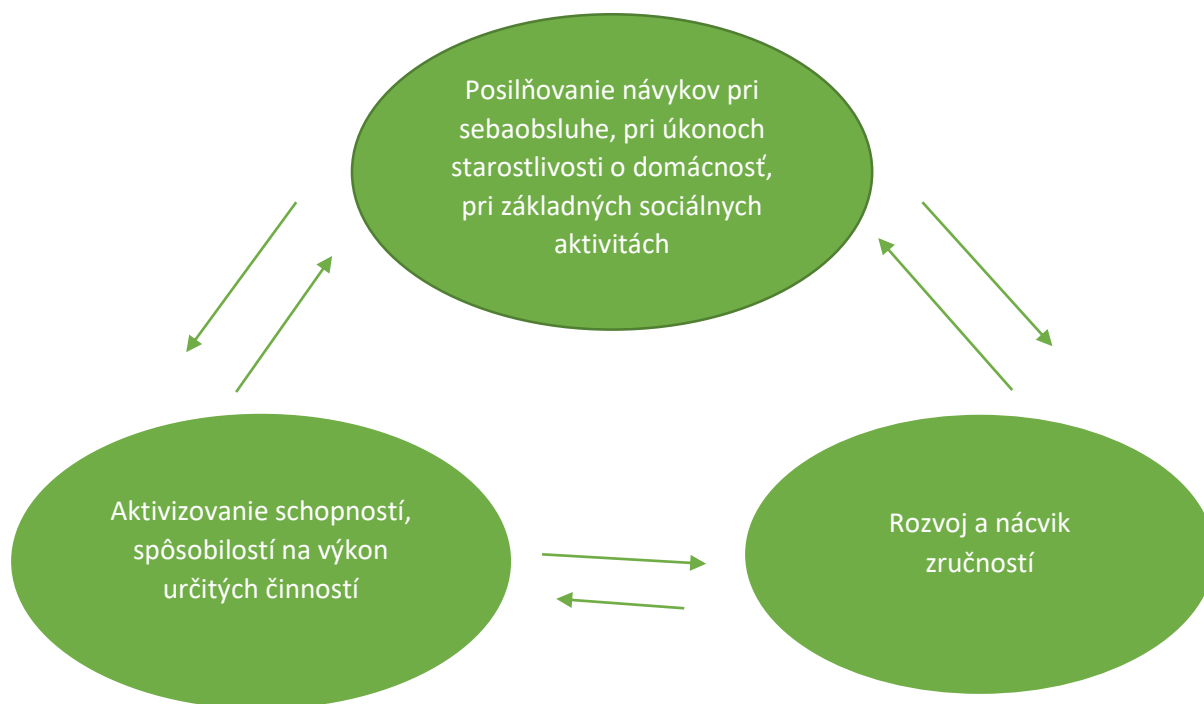 Posilňovanie návykov pri
sebaobsluhe, pri úkonoch
starostlivosti o domácnosť,
pri základných sociálnych
aktivitách
Aktivizovanie schopností,
spôsobilostí na výkon
určitých činností
Rozvoj a nácvik
zručností